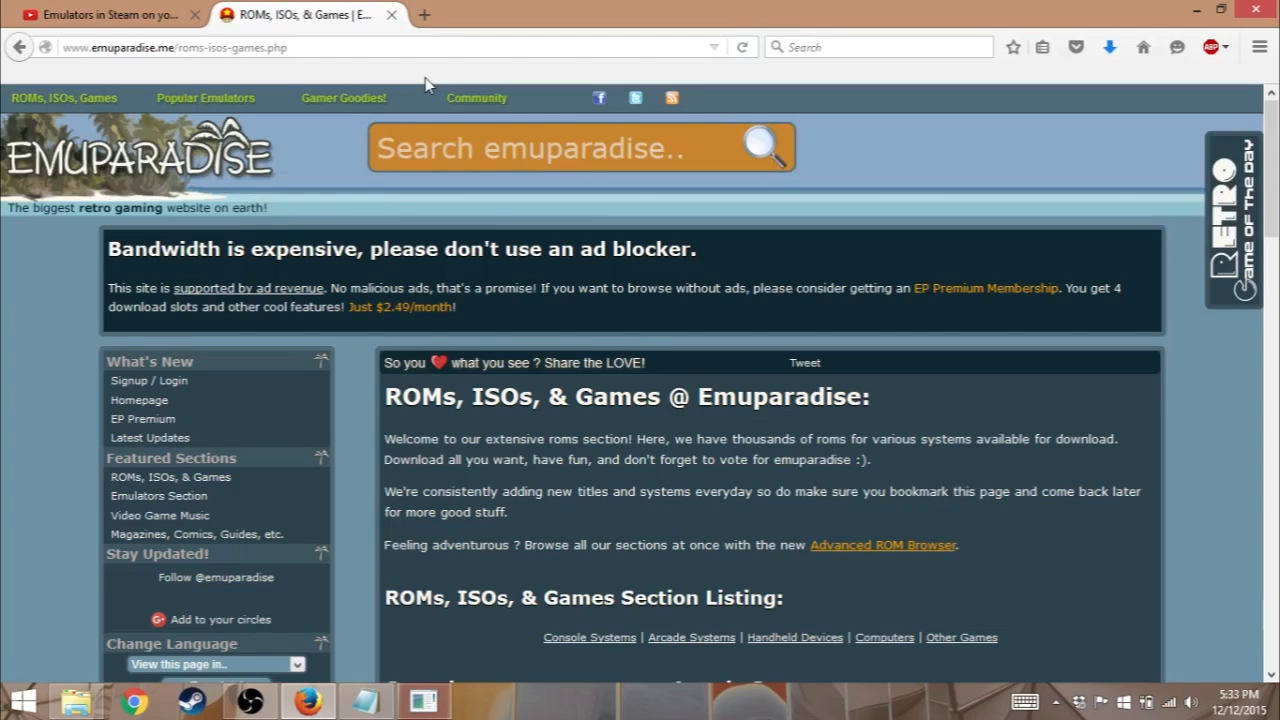 Emulators in Steam on yo...
ROMs, ISOs, & Games | E...
www.emuparadise.me/roms-isos-games.php
Search
ABP
ROMs, ISOs, Games
Popular Emulators
Gamer Goodies!
Community
EMUPARADISE
Search emuparadise..
The biggest retro gaming website on earth!
RETRO
Game OF THE DAY
Bandwidth is expensive, please don't use an ad blocker.
This site is supported by ad revenue. No malicious ads, that's a promise! If you want to browse without ads, please consider getting an EP Premium Membership. You get 4
download slots and other cool features! Just $2.49/month!
What's New
Signup / Login
Homepage
EP Premium
Latest Updates
Featured Sections
ROMs, ISOs, & Games
Emulators Section
Video Game Music
Magazines, Comics, Guides, etc.
Stay Updated!
Follow @emuparadise
Add to your circles
Change Language
View this page in..
So you ❤ what you see ? Share the LOVE!
Tweet
ROMs, ISOs, & Games @ Emuparadise:
Welcome to our extensive roms section! Here, we have thousands of roms for various systems available for download.
Download all you want, have fun, and don't forget to vote for emuparadise :).
We're consistently adding new titles and systems everyday so do make sure you bookmark this page and come back later
for more good stuff.
Feeling adventurous ? Browse all our sections at once with the new Advanced ROM Browser.
ROMs, ISOs, & Games Section Listing:
Console Systems | Arcade Systems | Handheld Devices | Computers | Other Games
5:33 PM
12/12/2015